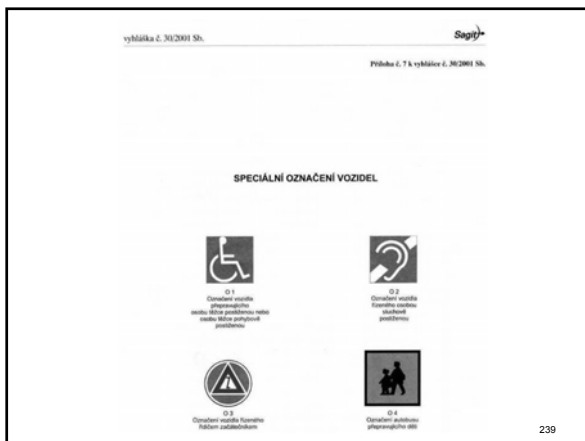 vyhláška č. 30/2001 Sb.
Sagit
Příloha č. 7 k vyhlášce č. 30/2001 Sb.
SPECIÁLNÍ OZNAČENÍ VOZIDEL
O 1
Označení vozidla
přepravujícího
osobu těžce postiženou nebo
osobu těžce pohybově
postiženou
O 2
Označení vozidla
řízeného osobou
sluchově
postiženou
O 3
Označení vozidla řízeného
řidičem začátečníkem
O 4
Označení autobusu
přepravujícího děti
239